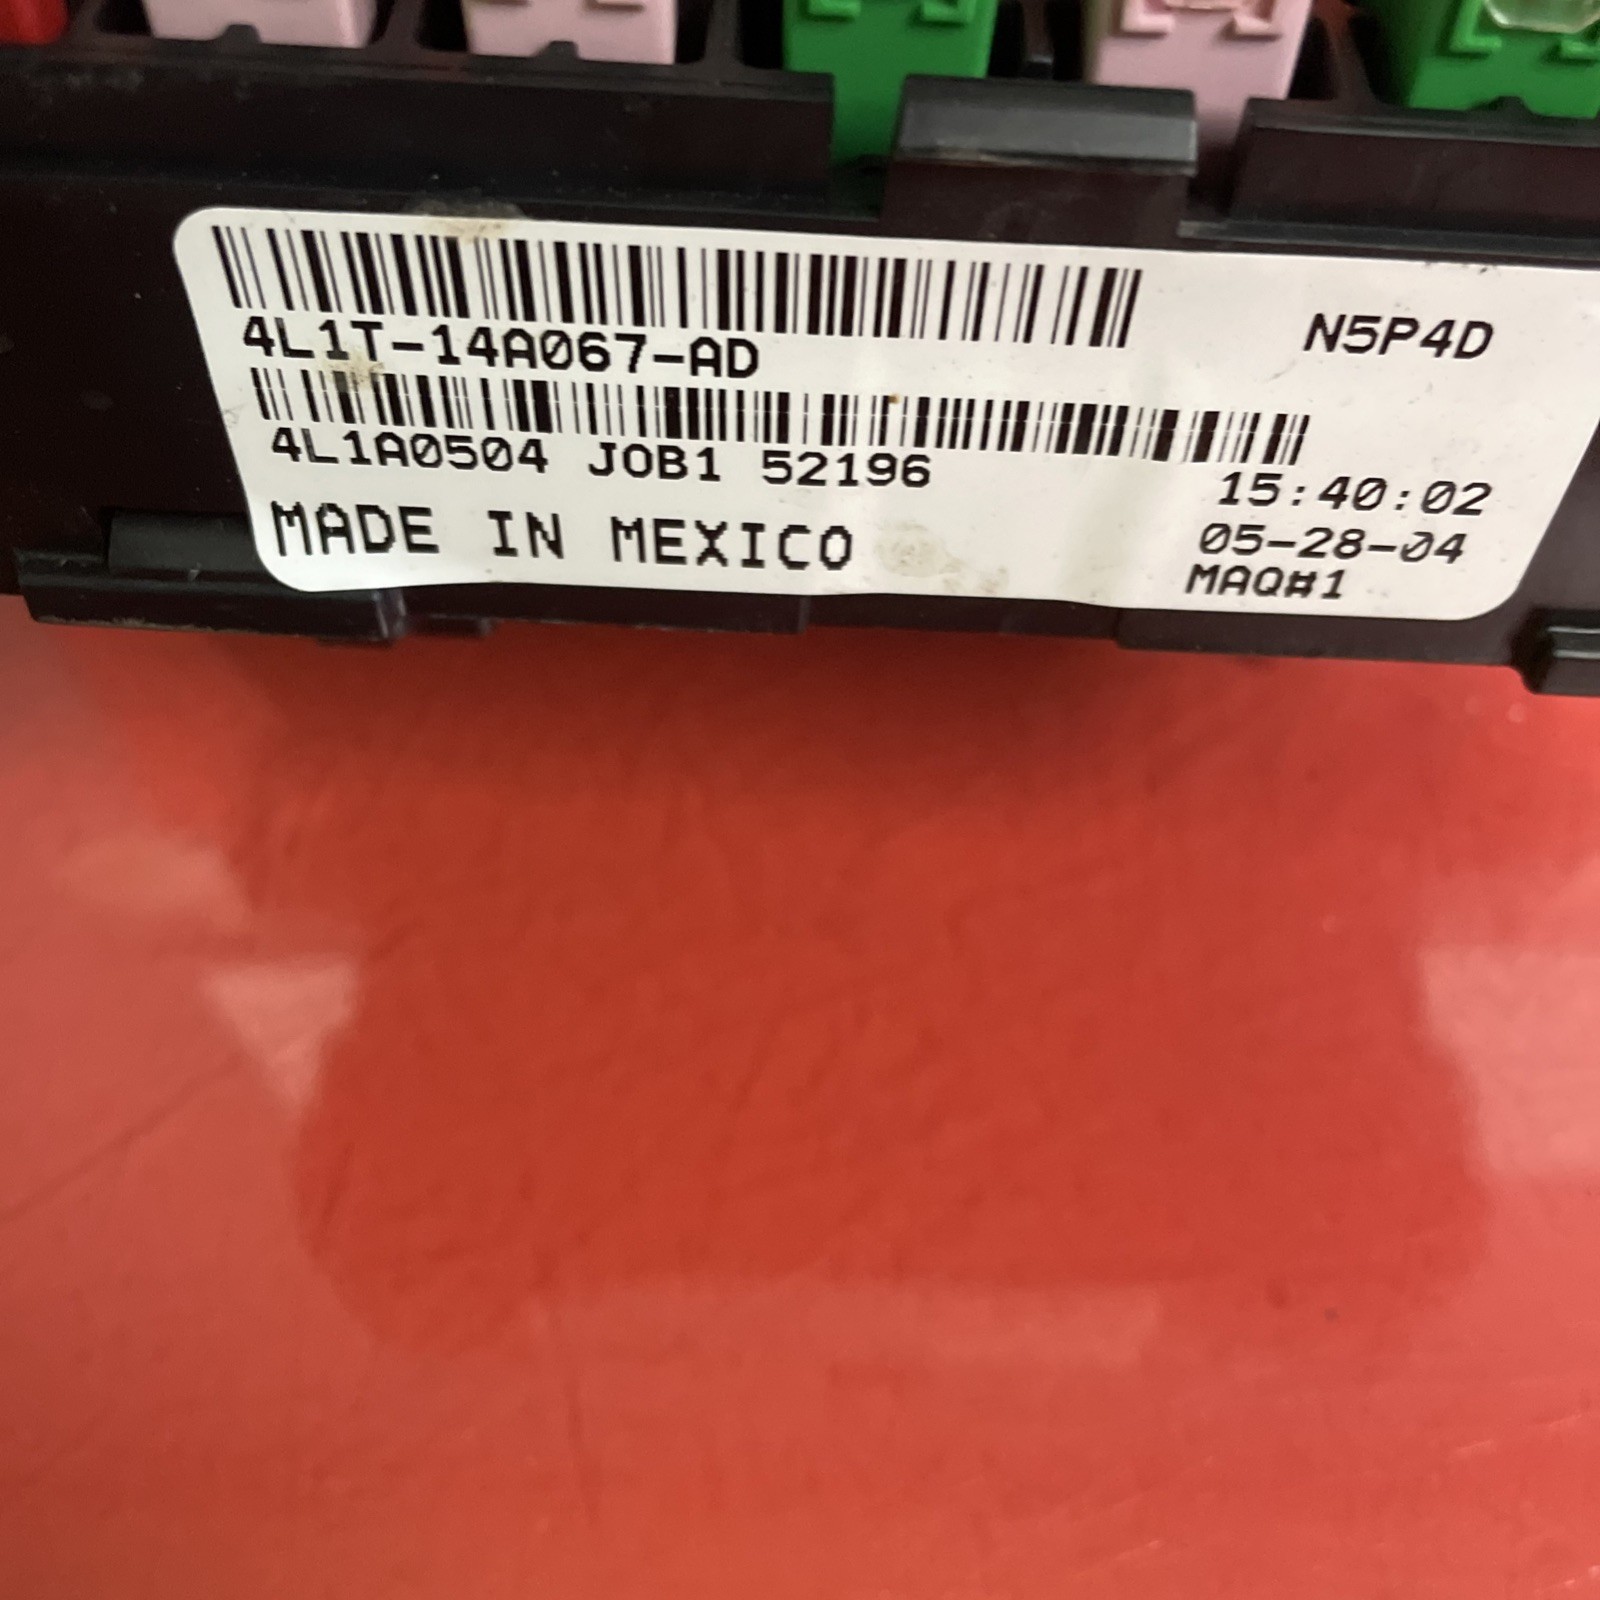 4L1T-14A067-AD
N5P4D
4L1A0504 JOB1 52196
15:40:02
MADE IN MEXICO
05-28-04
MAQ#1